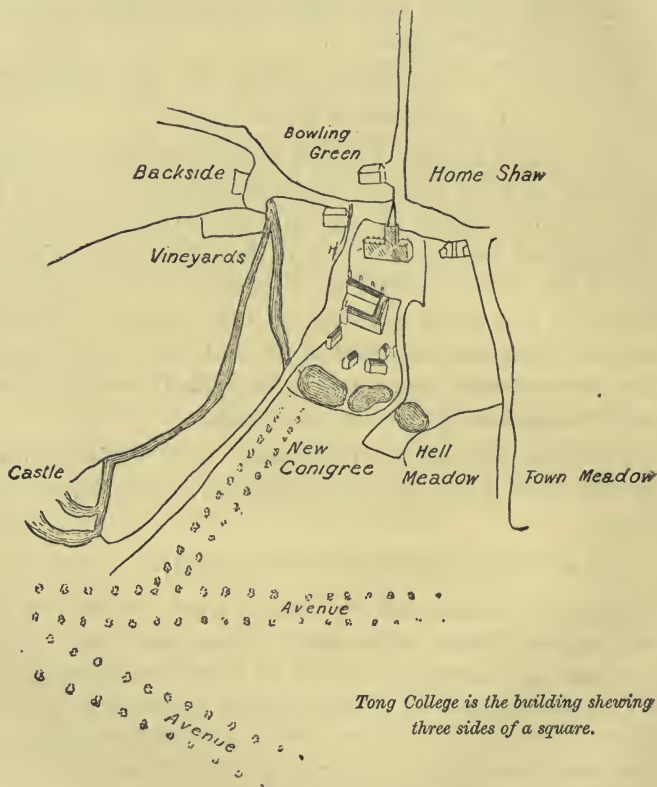 Bowling
Green
Backside
Home Shaw
Vineyards
H
Castle
New
Conigree
Hell
Meadow
Town Meadow
Avenue
Avenue
Tong College is the building shewing
three sides of a square.